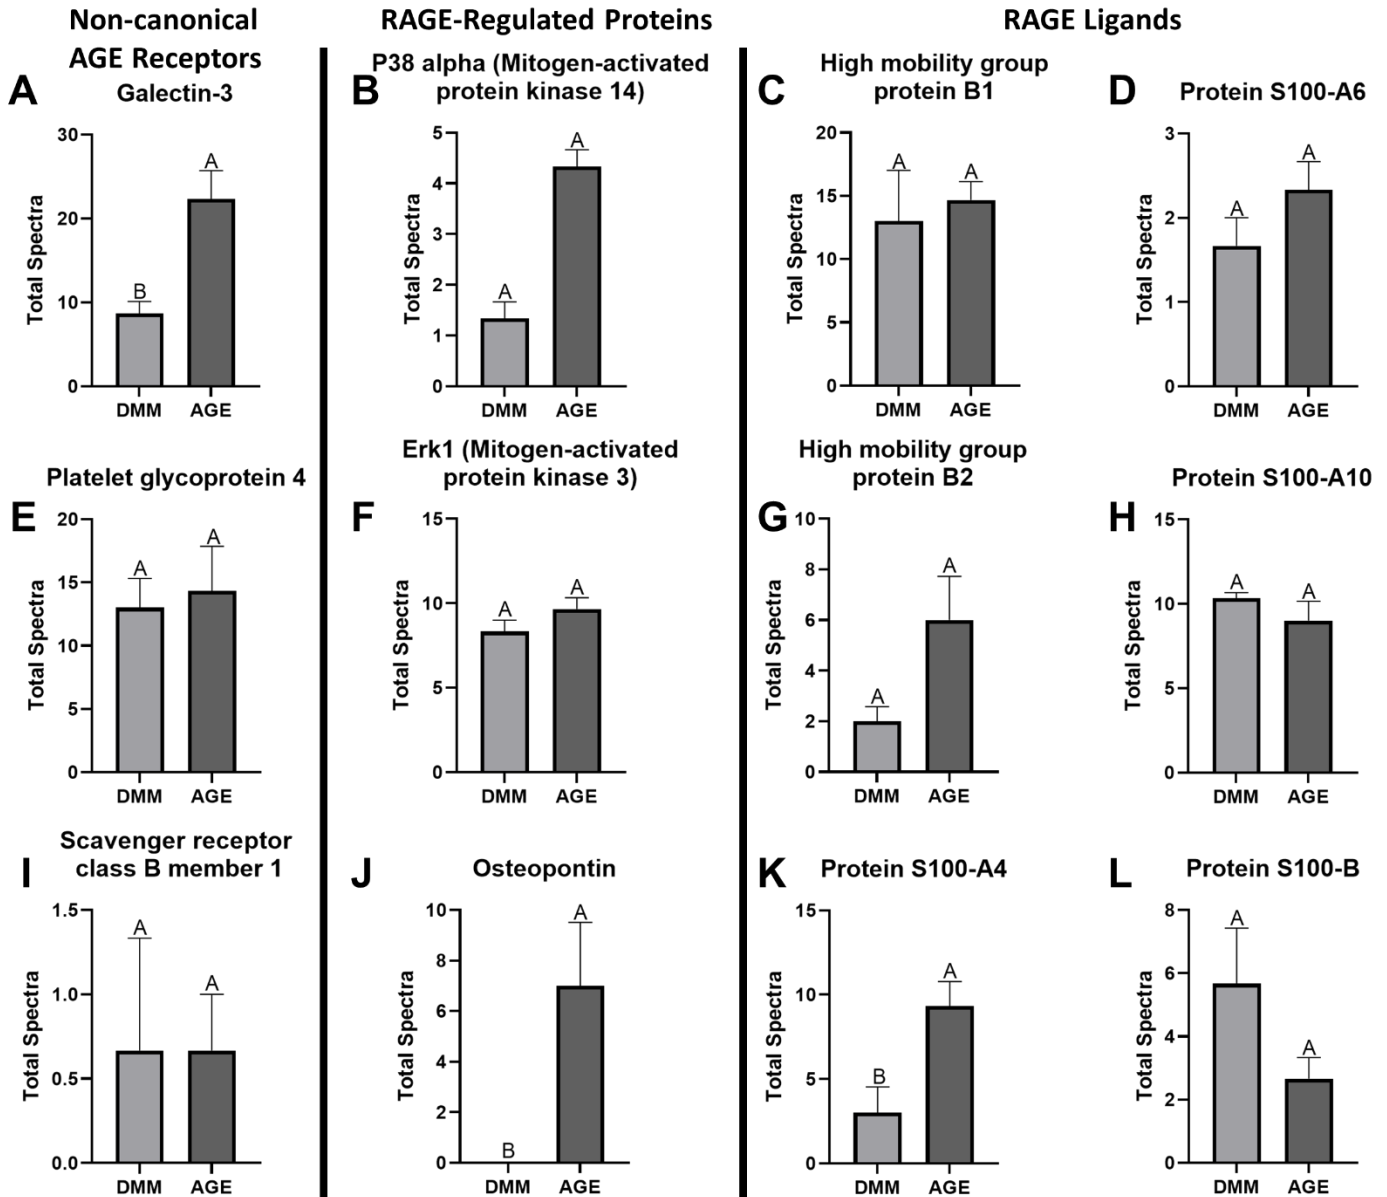 Non-canonical
AGE Receptors
RAGE-Regulated Proteins
RAGE Ligands
A
Galectin-3
Total Spectra
30
20
10
0
B
A
DMM
AGE
B
P38 alpha (Mitogen-activated
protein kinase 14)
Total Spectra
5
4
3
2
1
0
A
A
DMM
AGE
C
High mobility group
protein B1
Total Spectra
20
15
10
5
0
A
A
DMM
AGE
D
Protein S100-A6
Total Spectra
3
2
1
0
A
A
DMM
AGE
E
Platelet glycoprotein 4
Total Spectra
20
15
10
5
0
A
A
DMM
AGE
F
Erk1 (Mitogen-activated
protein kinase 3)
Total Spectra
15
10
5
0
A
A
DMM
AGE
G
High mobility group
protein B2
Total Spectra
10
8
6
4
2
0
A
A
DMM
AGE
H
Protein S100-A10
Total Spectra
15
10
5
0
A
A
DMM
AGE
I
Scavenger receptor
class B member 1
Total Spectra
1.5
1.0
0.5
0.0
A
A
DMM
AGE
J
Osteopontin
Total Spectra
10
8
6
4
2
0
B
A
DMM
AGE
K
Protein S100-A4
Total Spectra
15
10
5
0
B
A
DMM
AGE
L
Protein S100-B
Total Spectra
8
6
4
2
0
A
A
DMM
AGE